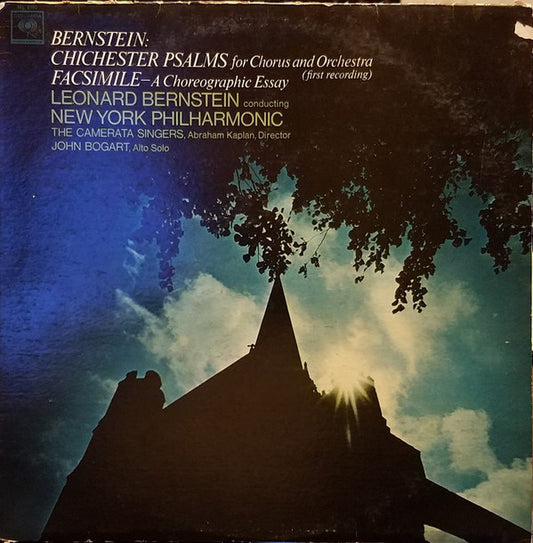 BERNSTEIN:
CHICHESTER PSALMS for Chorus and Orchestra
(first recording)
FACSIMILE—A Choreographic Essay
LEONARD BERNSTEIN conducting
NEW YORK PHILHARMONIC
THE CAMERATA SINGERS, Abraham Kaplan, Director
JOHN BOGART, Alto Solo